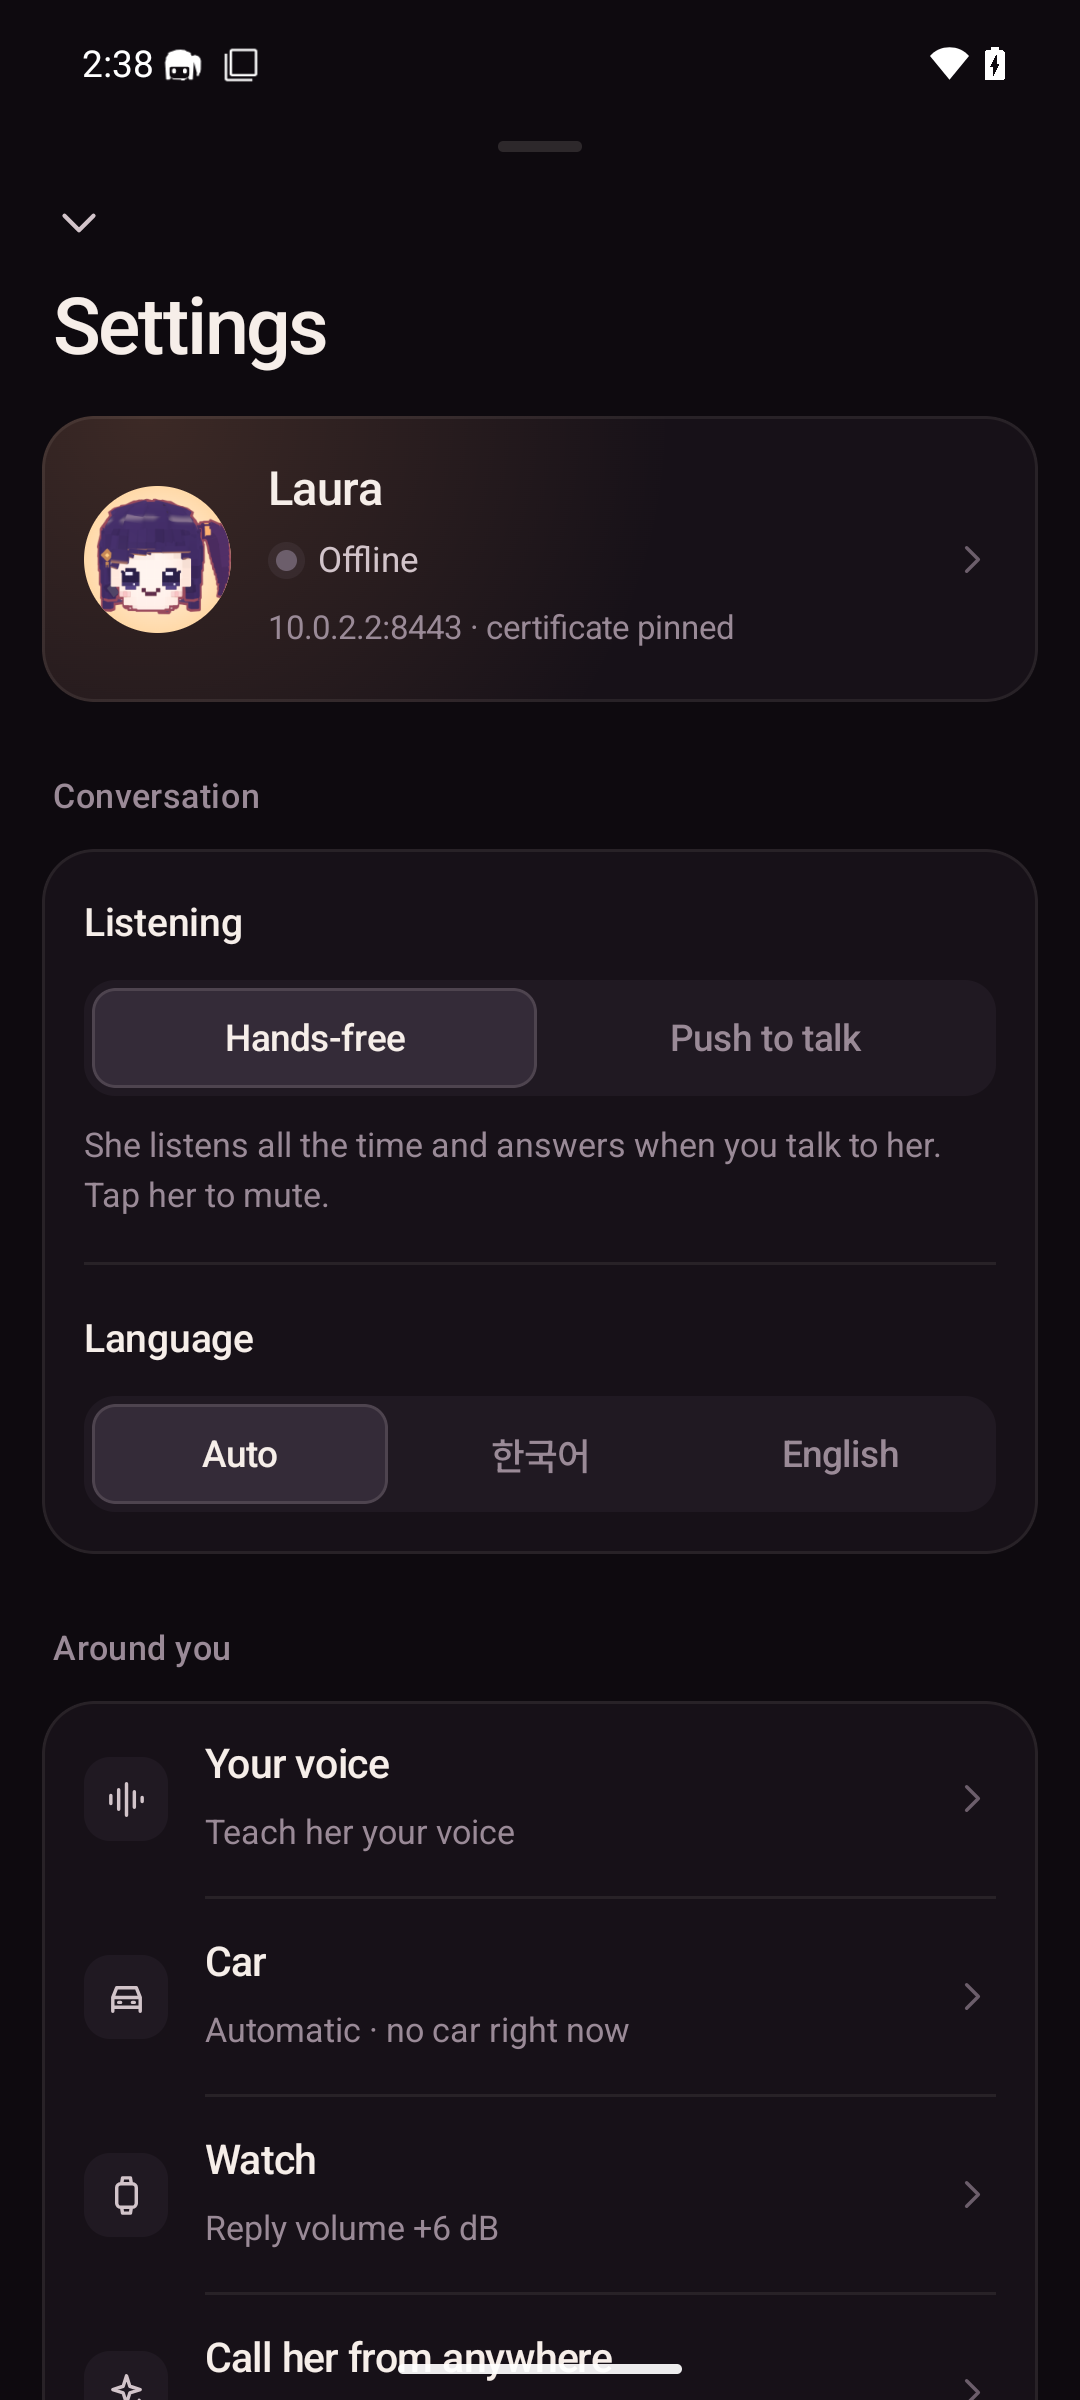 2:38
Settings
Laura
Offline
10.0.2.2:8443 · certificate pinned
Conversation
Listening
Hands-free
Push to talk
She listens all the time and answers when you talk to her.
Tap her to mute.
Language
Auto
한국어
English
Around you
Your voice
Teach her your voice
Car
Automatic · no car right now
Watch
Reply volume +6 dB
Call her from anywhere